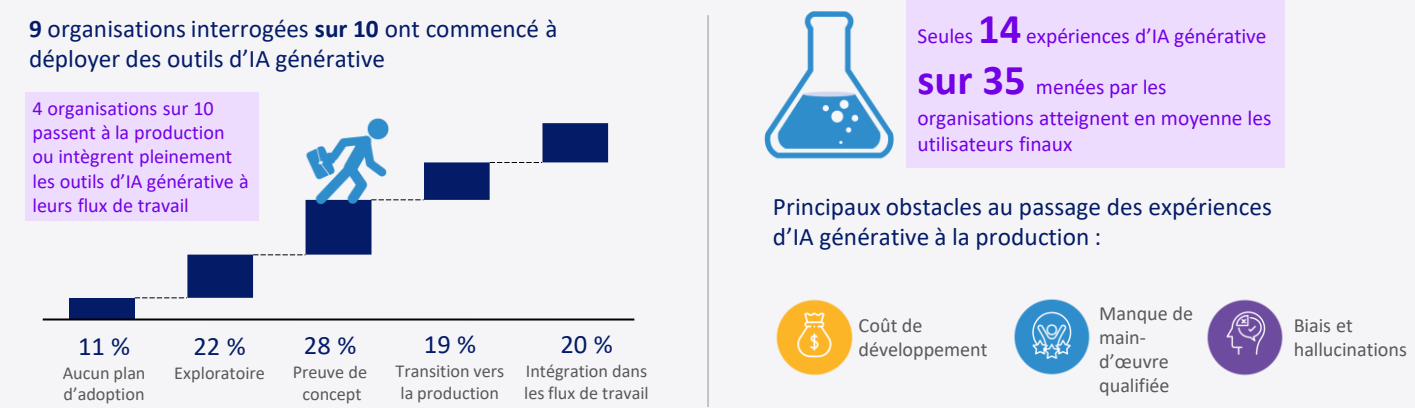 9 organisations interrogées sur 10 ont commencé à
déployer des outils d’IA générative
4 organisations sur 10
passent à la production
ou intègrent pleinement
les outils d’IA générative à
leurs flux de travail
11 %
Aucun plan
d’adoption
22 %
Exploratoire
28 %
Preuve de
concept
19 %
Transition vers
la production
20 %
Intégration dans
les flux de travail
Seules 14 expériences d’IA générative
sur 35 menées par les
organisations atteignent en moyenne les
utilisateurs finaux
Principaux obstacles au passage des expériences
d’IA générative à la production :
$
Coût de
développement
Manque de
main-
d’œuvre
qualifiée
Biais et
hallucinations